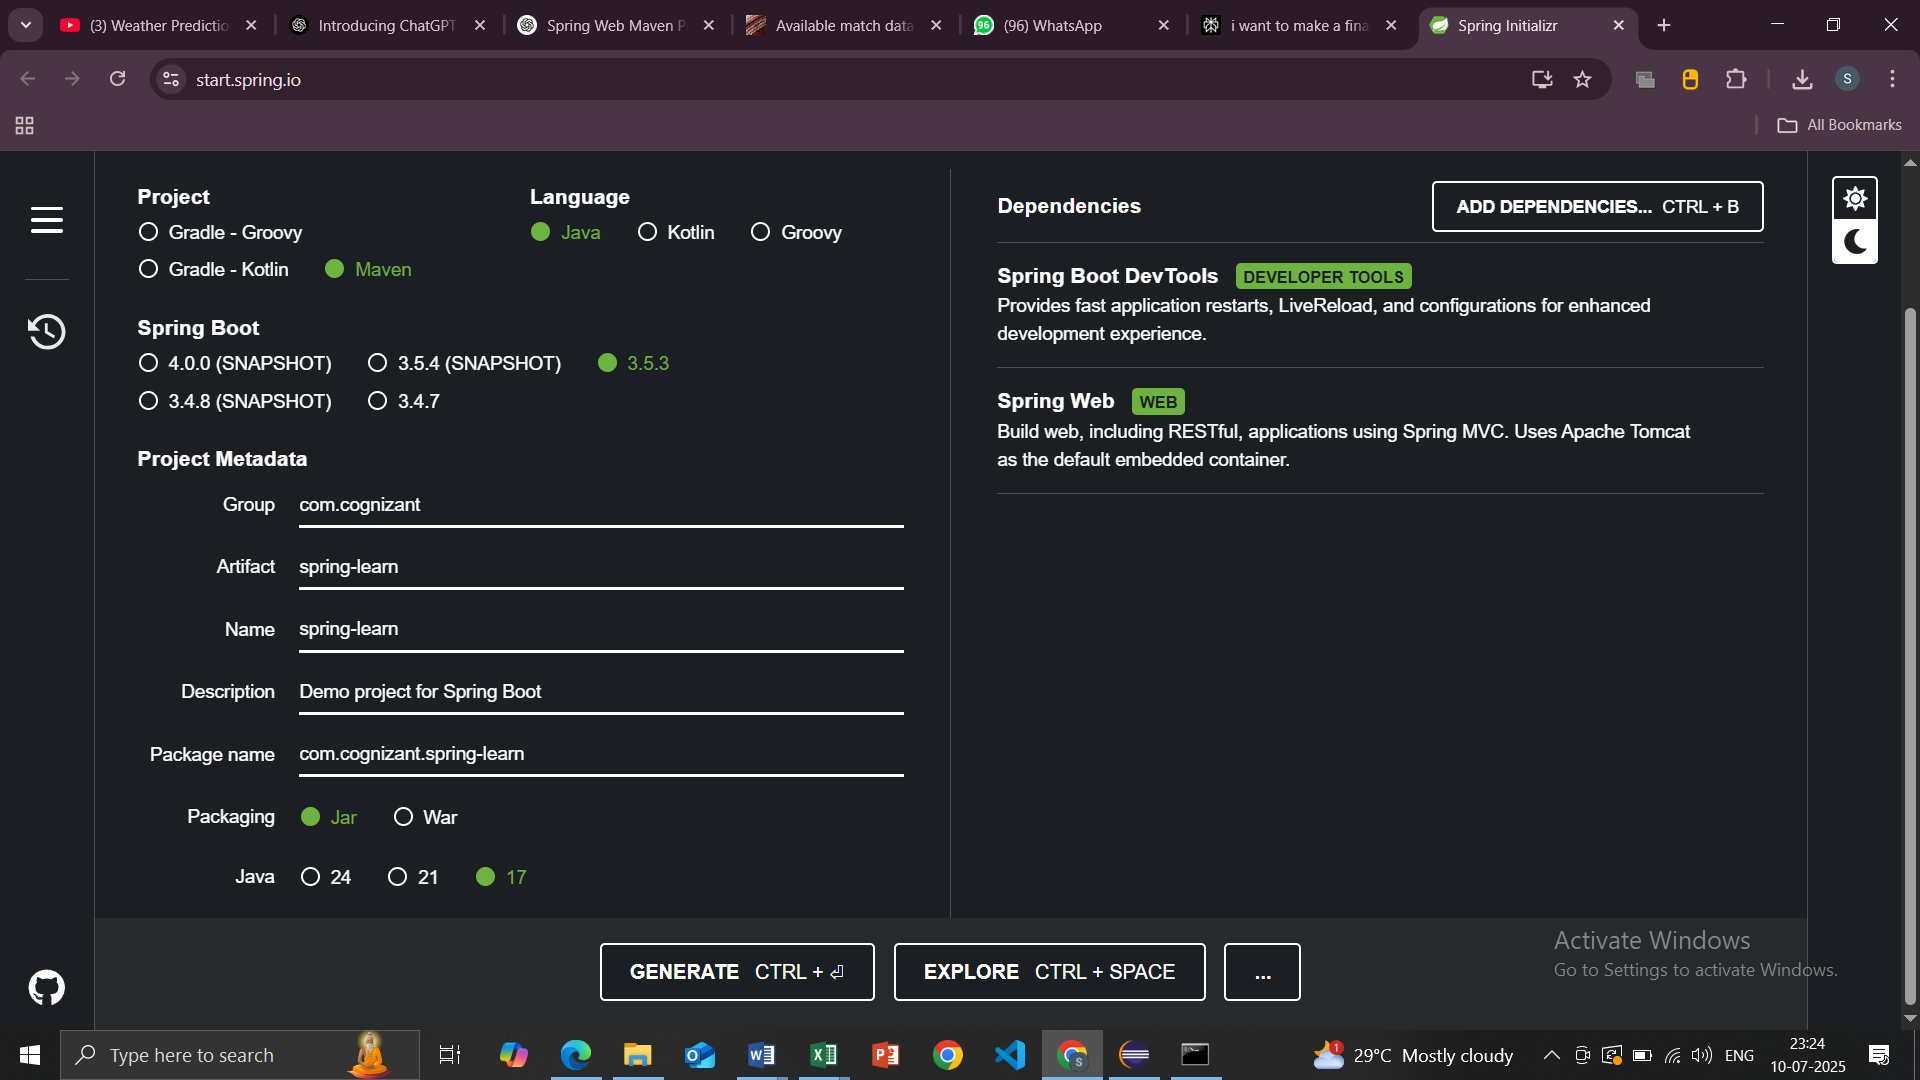 (3) Weather Predictio
Introducing ChatGPT
Spring Web Maven P
Available match data
(96) WhatsApp
i want to make a fina
Spring Initializr
start.spring.io
S
All Bookmarks
Project
Gradle - Groovy
Gradle - Kotlin
Maven
Language
Java
Kotlin
Groovy
Spring Boot
4.0.0 (SNAPSHOT)
3.5.4 (SNAPSHOT)
3.5.3
3.4.8 (SNAPSHOT)
3.4.7
Project Metadata
Group com.cognizant
Artifact spring-learn
Name spring-learn
Description Demo project for Spring Boot
Package name com.cognizant.spring-learn
Packaging Jar War
Java 24 21 17
Dependencies
ADD DEPENDENCIES... CTRL + B
Spring Boot DevTools DEVELOPER TOOLS
Provides fast application restarts, LiveReload, and configurations for enhanced
development experience.
Spring Web WEB
Build web, including RESTful, applications using Spring MVC. Uses Apache Tomcat
as the default embedded container.
GENERATE CTRL + ⏎
EXPLORE CTRL + SPACE
...
Activate Windows
Go to Settings to activate Windows.
Type here to search
29°C Mostly cloudy
ENG
23:24
10-07-2025